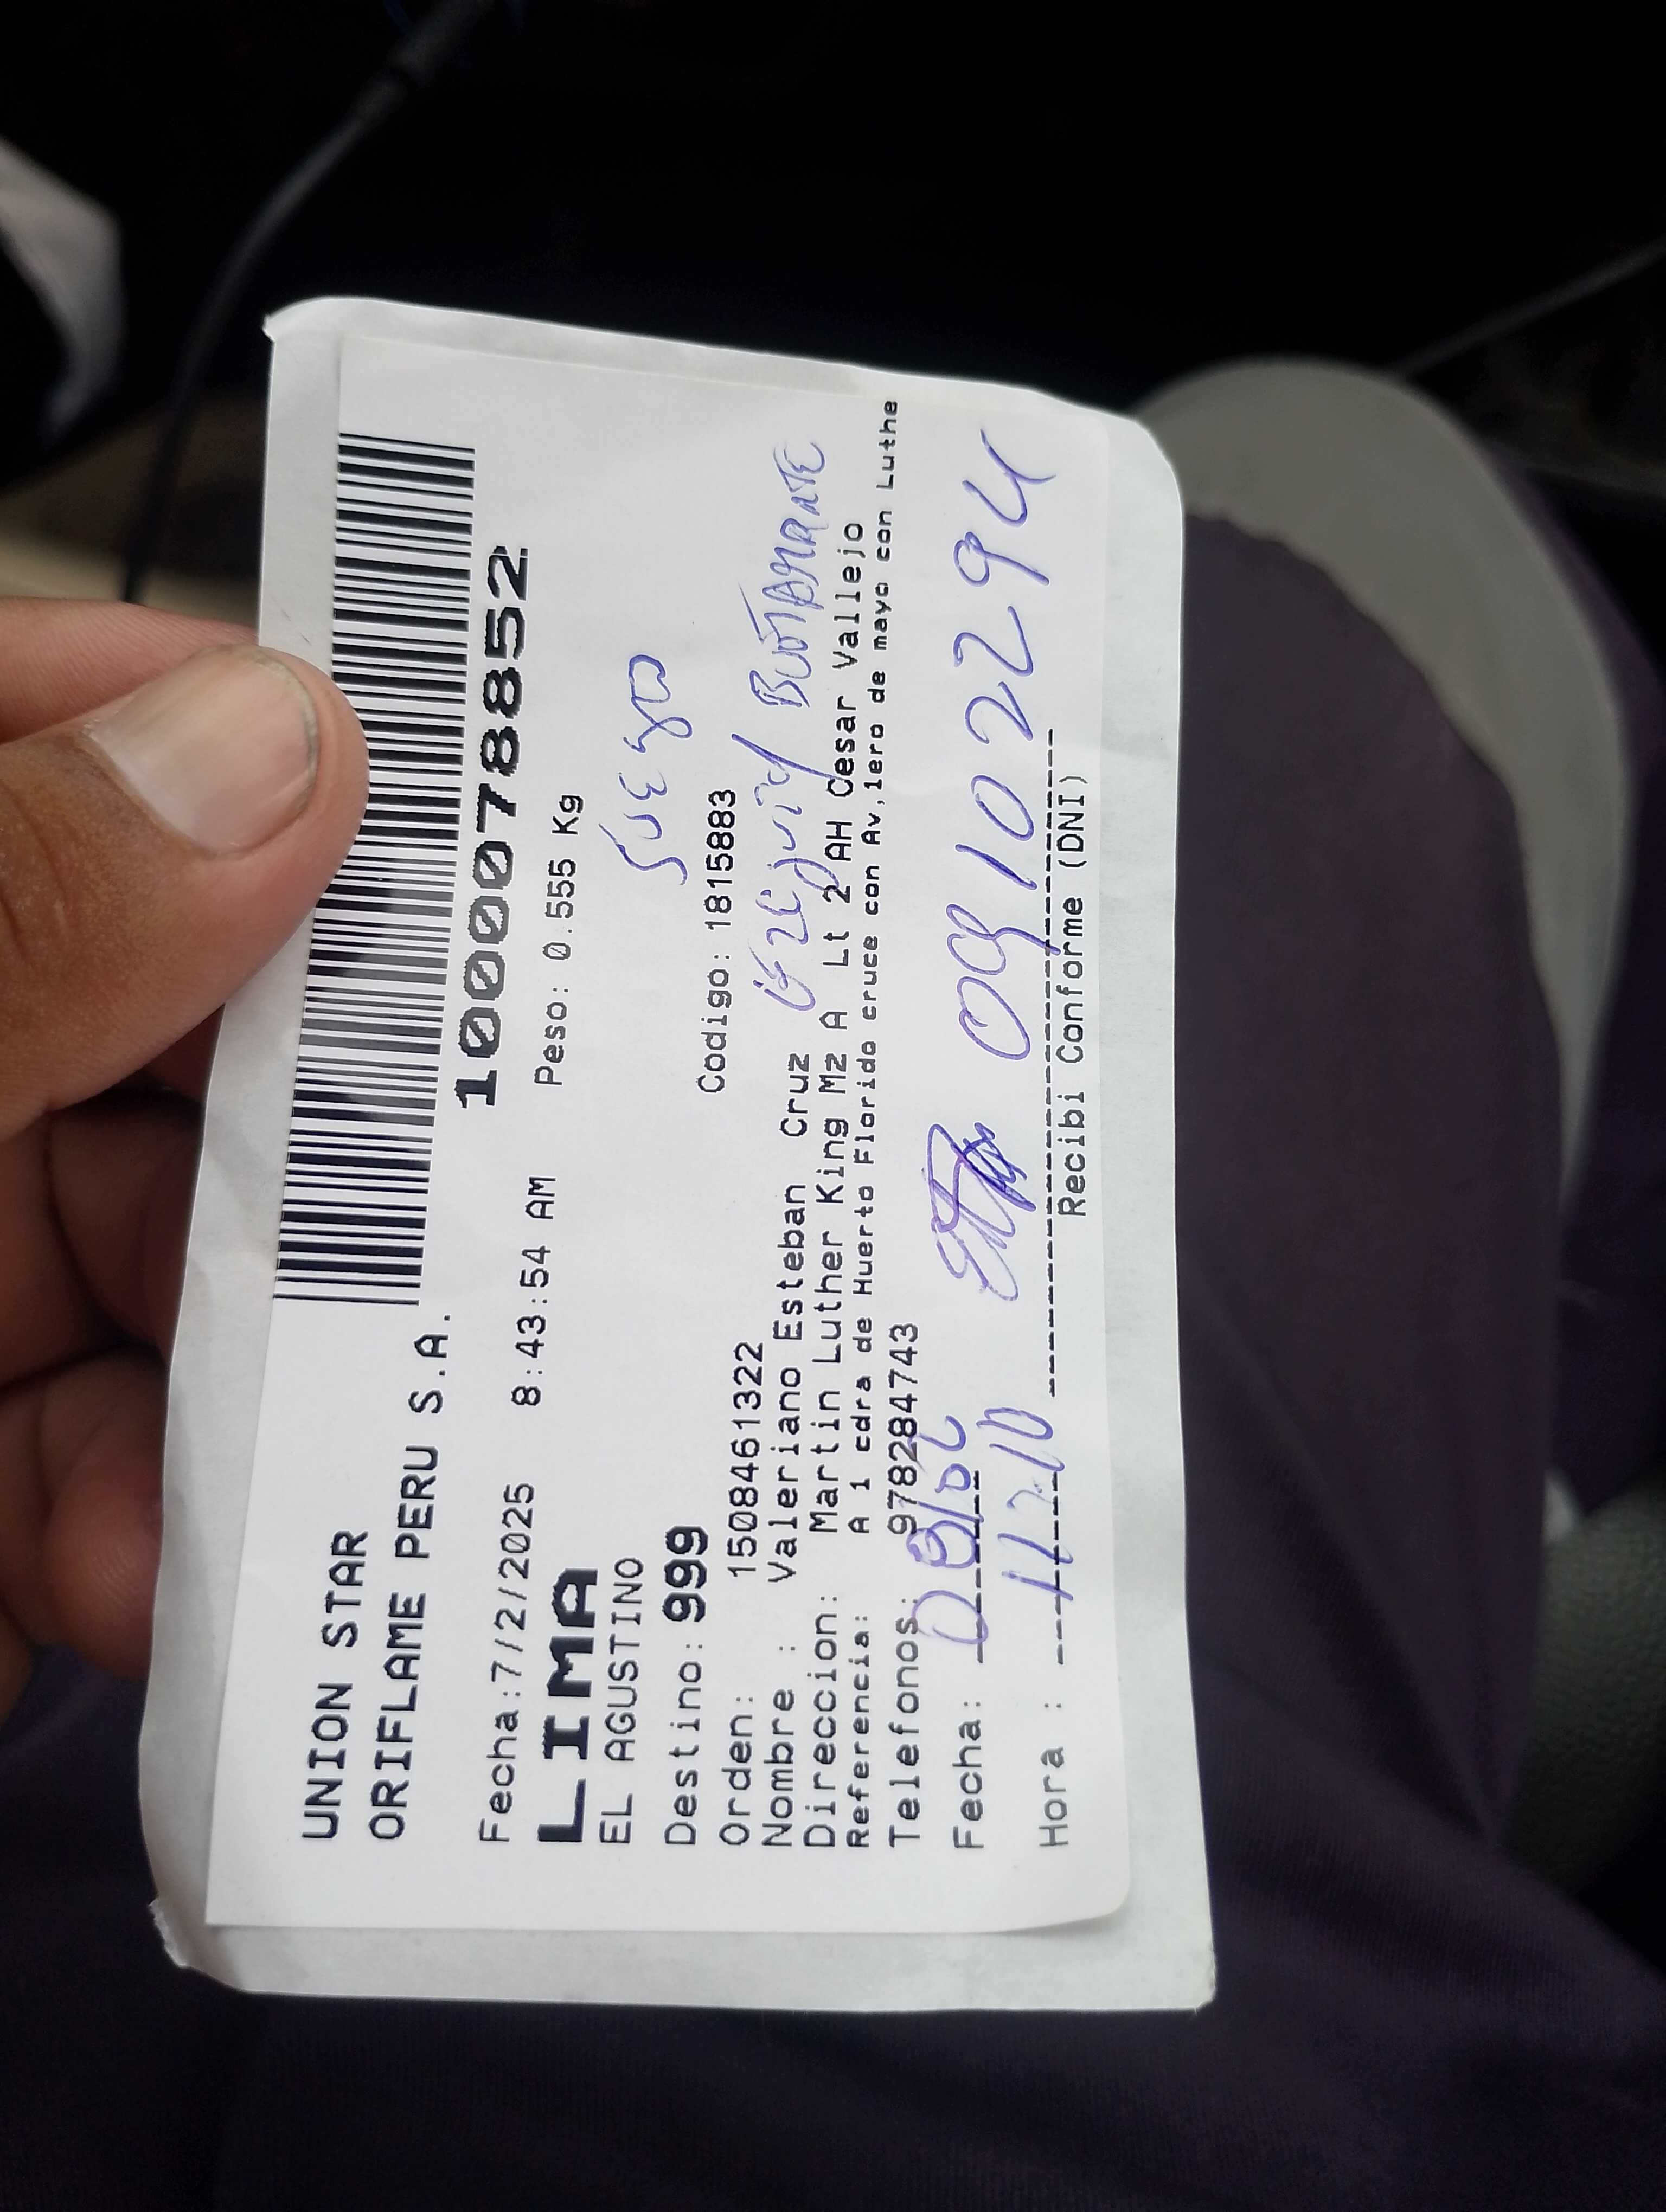 UNION STAR
ORIFLAME PERU S.A.
10000788852
Fecha:7/2/2025 8:43:54 AM Peso: 0.555 Kg
LIMA
EL AGUSTINO
SUEGRO
Destino: 999
Codigo: 1815883
Orden: 1508461322
Nombre : Valeriano Esteban Cruz
BUSTAMANTE
Direccion: Martin Luther King Mz A Lt 2 AH Cesar Vallejo
Referencia: A 1 cdra de Huerto Florido cruce con Av,1ero de mayo con Luthe
Telefonos: 978284743
Fecha: 08/02
Hora : 12:10
09102294
Recibi Conforme (DNI)